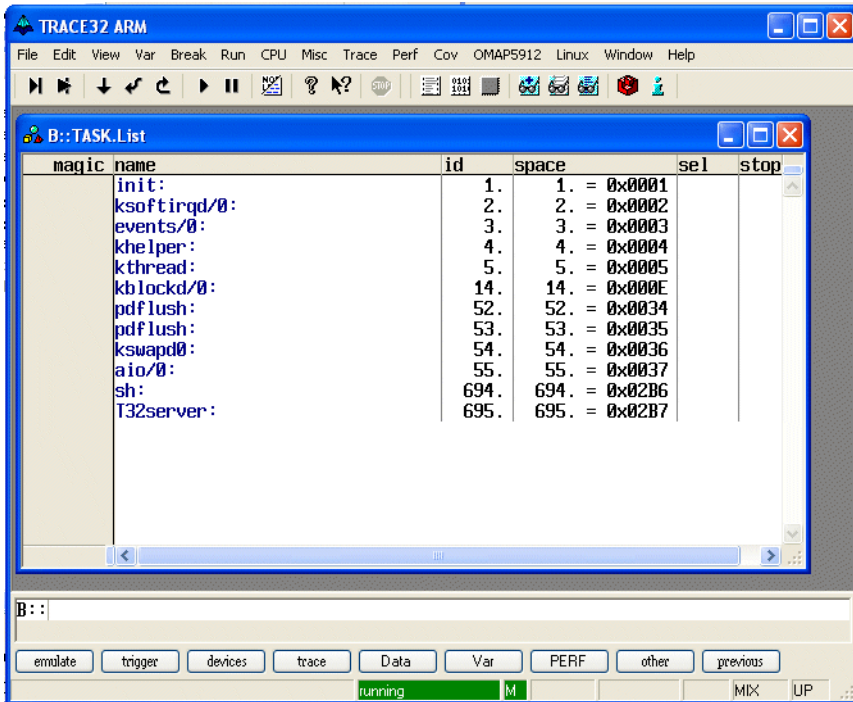 TRACE32 ARM
File Edit View Var Break Run CPU Misc Trace Perf Cov OMAP5912 Linux Window Help
B::TASK.List
magic name id space sel stop
init: 1. 1. = 0x0001
ksoftirqd/0: 2. 2. = 0x0002
events/0: 3. 3. = 0x0003
khelper: 4. 4. = 0x0004
kthread: 5. 5. = 0x0005
kblockd/0: 14. 14. = 0x000E
pdflush: 52. 52. = 0x0034
pdflush: 53. 53. = 0x0035
kswapd0: 54. 54. = 0x0036
aio/0: 55. 55. = 0x0037
sh: 694. 694. = 0x02B6
T32server: 695. 695. = 0x02B7
B::
emulate trigger devices trace Data Var PERF other previous
running M MIX UP